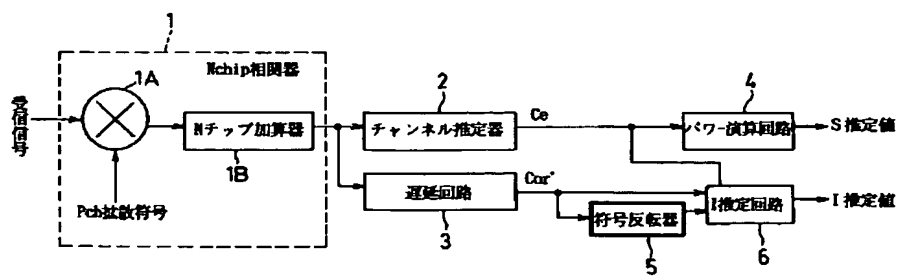 1
Nchip相関器
1A
受信信号
Nチップ加算器
1B
Pch拡散符号
2
チャンネル推定器
Ce
4
パワー演算回路
S推定値
遅延回路
3
Cor'
符号反転器
5
I推定回路
6
I推定値